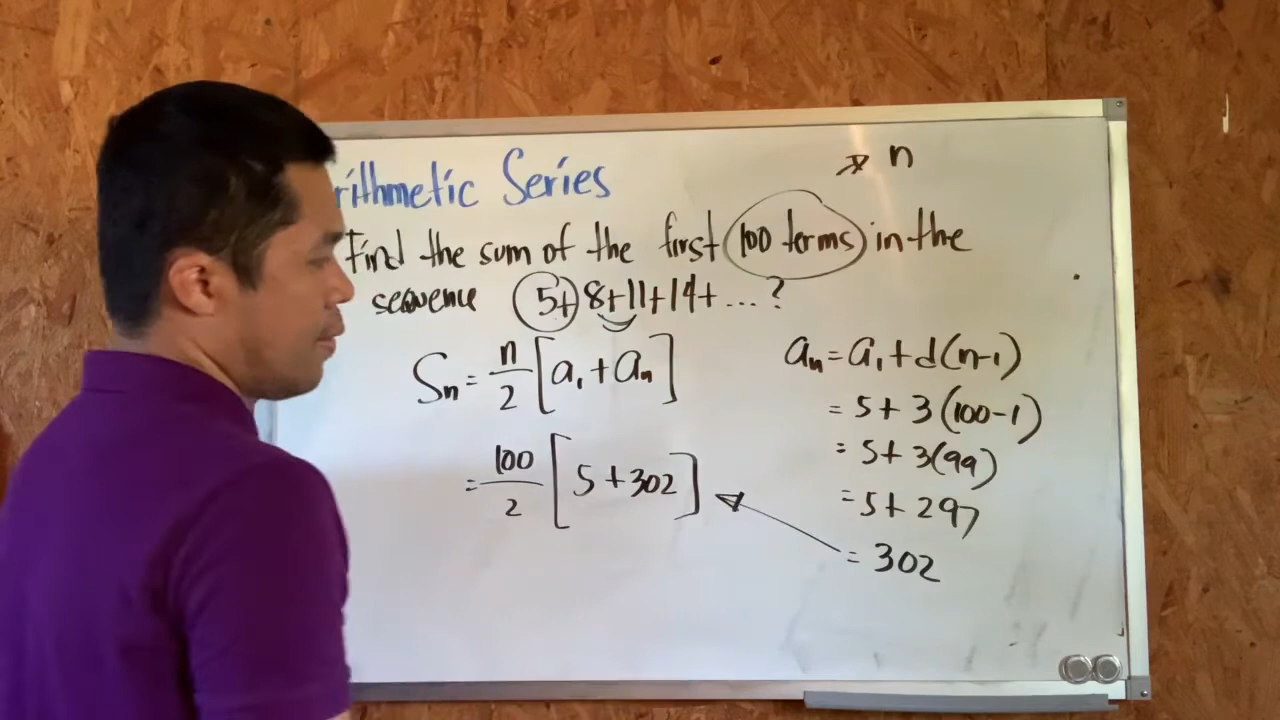 rithmetic Series
n
Find the sum of the first 100 terms in the
sequence 5+8+11+14+...?
Sn = n/2 [a₁ + an]
= 100/2 [5+302]
an = a₁ + d(n-1)
= 5 + 3(100-1)
= 5+ 3(99)
= 5+ 297
= 302